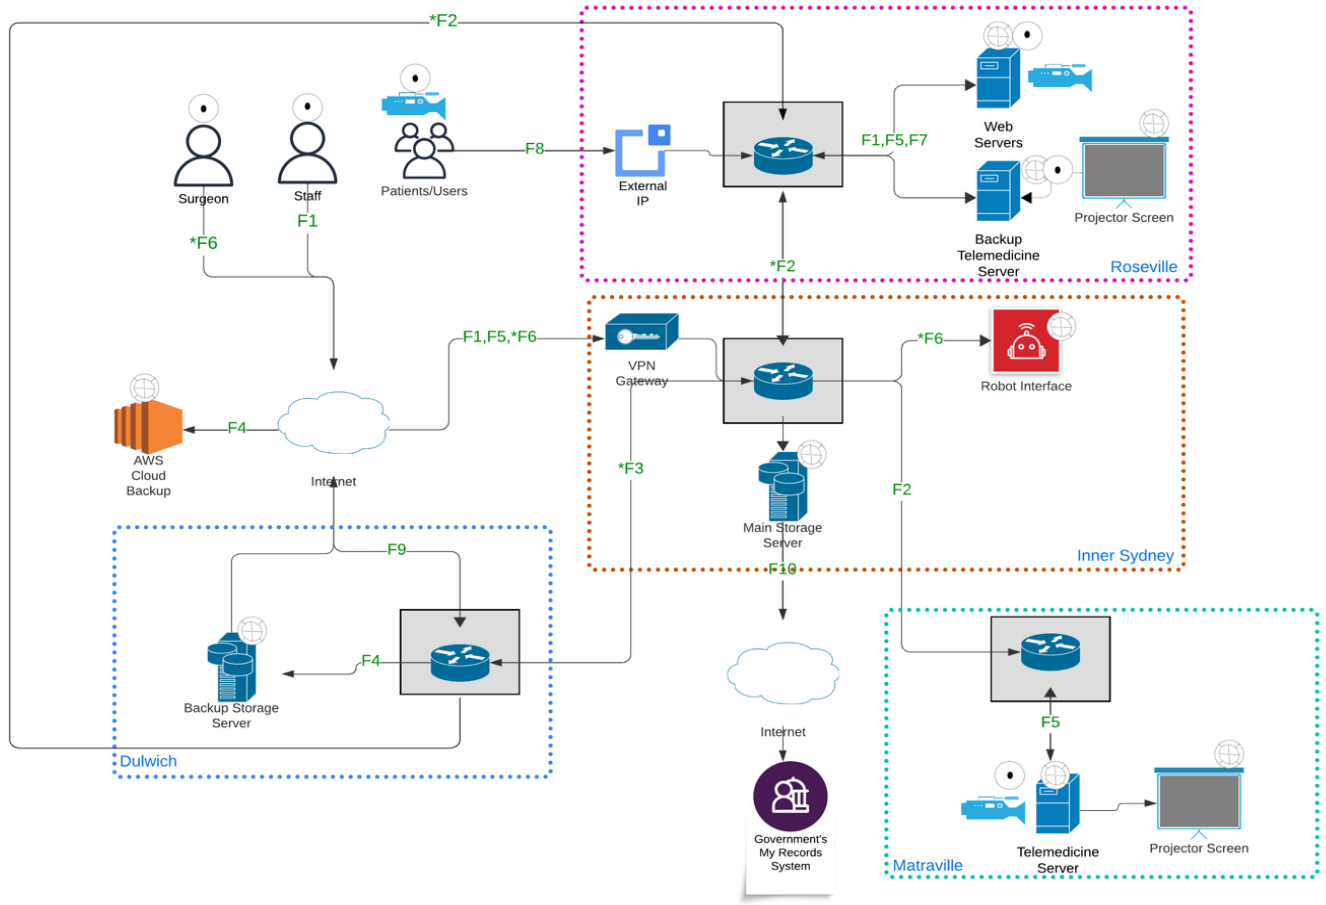 *F2
Surgeon
Staff
Patients/Users
*F6
F1
F8
External
IP
F1,F5,F7
Web
Servers
Backup
Telemedicine
Server
Projector Screen
Roseville
*F2
F1,F5,*F6
VPN
Gateway
*F6
Robot Interface
AWS
Cloud
Backup
F4
Internet
*F3
Main Storage
Server
F2
Inner Sydney
F10
F9
F4
Backup Storage
Server
Dulwich
Internet
Government's
My Records
System
F5
Telemedicine
Server
Projector Screen
Matraville